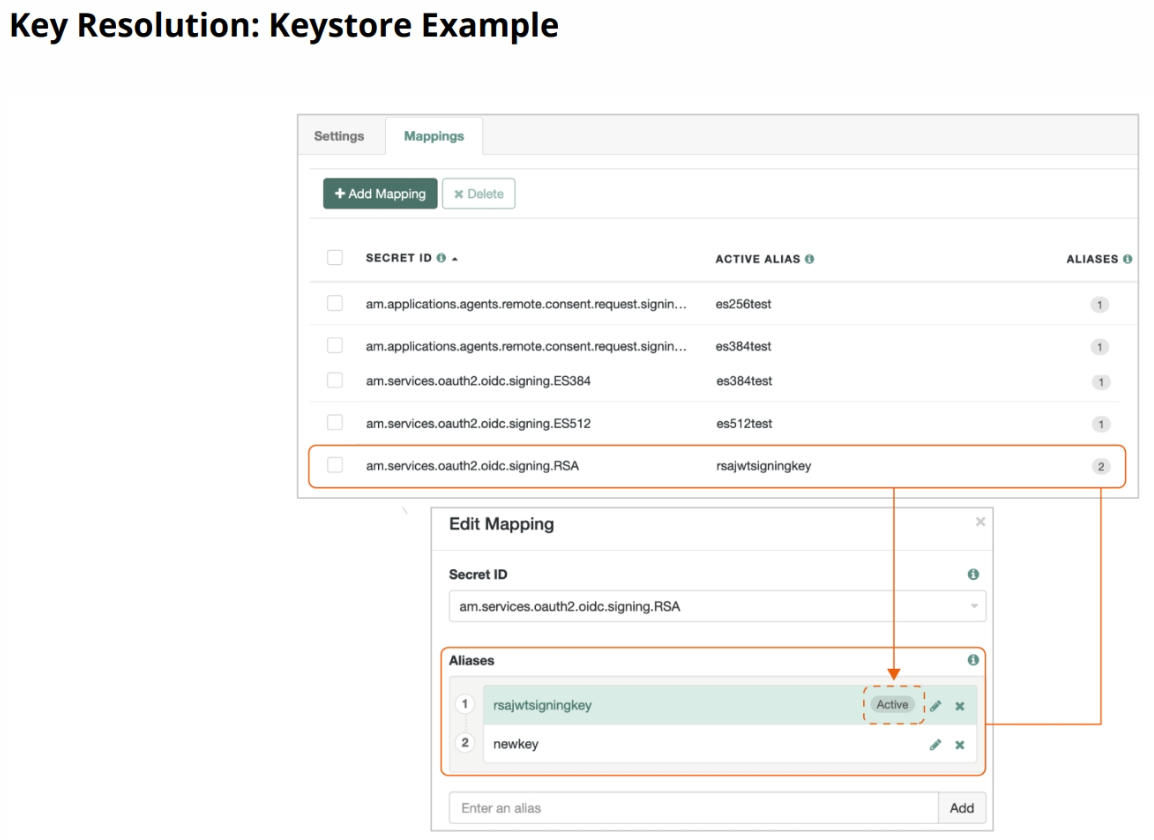 Key Resolution: Keystore Example
Settings Mappings
+ Add Mapping × Delete
SECRET ID ACTIVE ALIAS ALIASES
am.applications.agents.remote.consent.request.signin... es256test 1
am.applications.agents.remote.consent.request.signin... es384test 1
am.services.oauth2.oidc.signing.ES384 es384test 1
am.services.oauth2.oidc.signing.ES512 es512test 1
am.services.oauth2.oidc.signing.RSA rsajwtsigningkey 2
Edit Mapping
Secret ID
am.services.oauth2.oidc.signing.RSA
Aliases
1 rsajwtsigningkey Active
2 newkey
Enter an alias Add